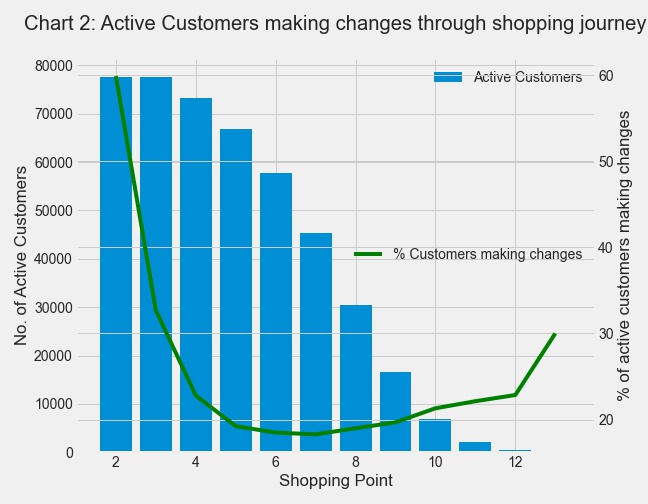 Chart 2: Active Customers making changes through shopping journey
80000
70000
60000
50000
40000
30000
20000
10000
0
No. of Active Customers
Active Customers
% Customers making changes
60
50
40
30
20
% of active customers making changes
2 4 6 8 10 12
Shopping Point